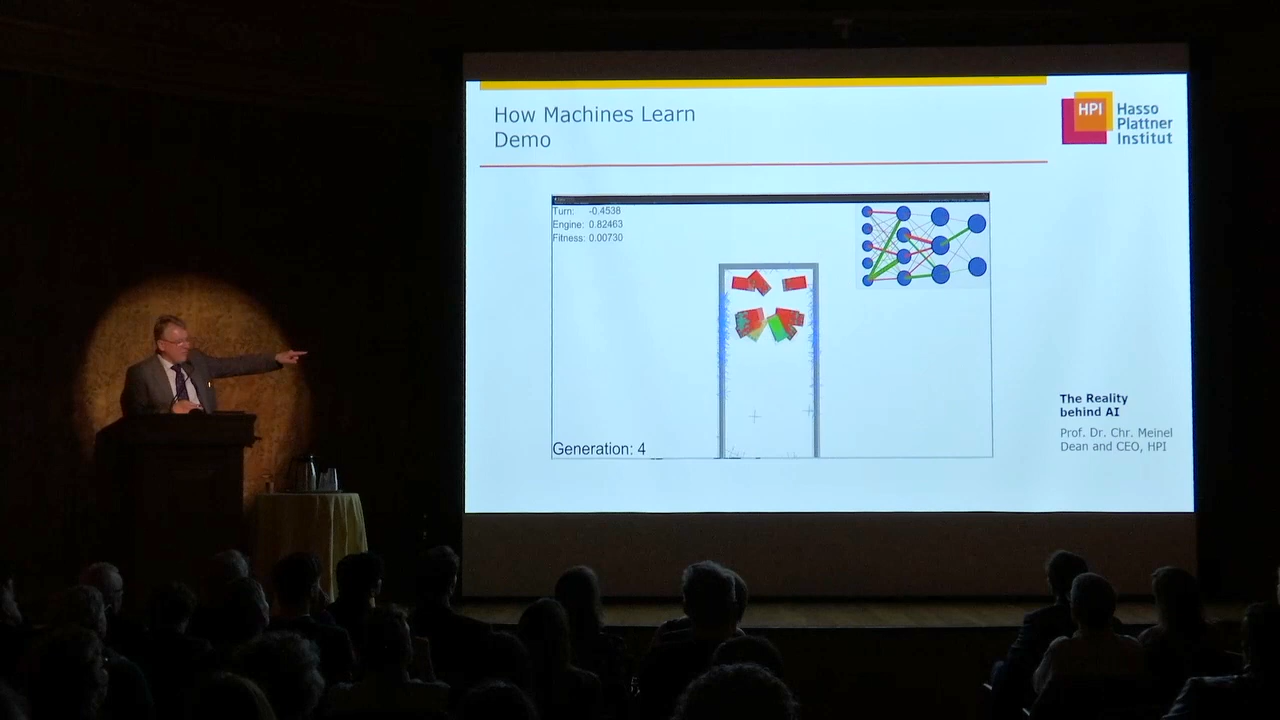 How Machines Learn
Demo
HPI
Hasso
Plattner
Institut
Turn: -0.4538
Engine: 0.82463
Fitness: 0.00730
Generation: 4
The Reality
behind AI
Prof. Dr. Chr. Meinel
Dean and CEO, HPI